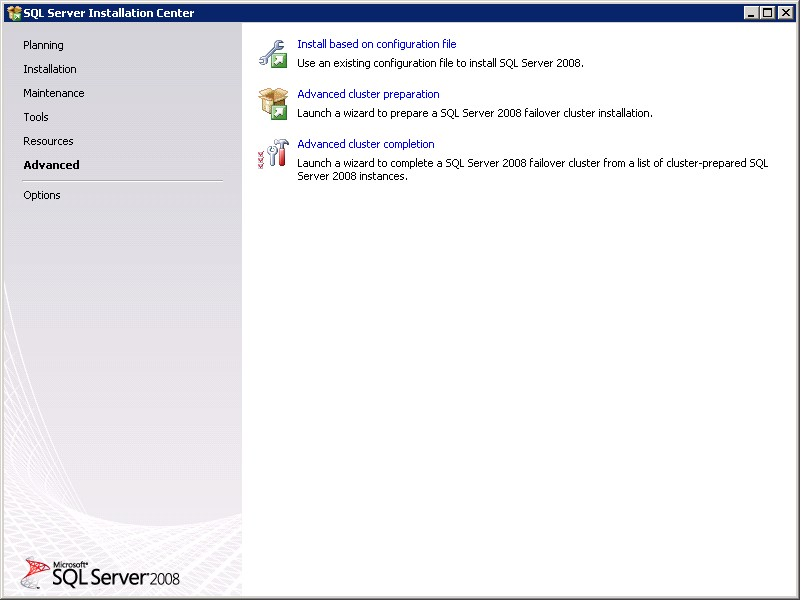 SQL Server Installation Center
Planning
Installation
Maintenance
Tools
Resources
Advanced
Options
Install based on configuration file
Use an existing configuration file to install SQL Server 2008.
Advanced cluster preparation
Launch a wizard to prepare a SQL Server 2008 failover cluster installation.
Advanced cluster completion
Launch a wizard to complete a SQL Server 2008 failover cluster from a list of cluster-prepared SQL
Server 2008 instances.
Microsoft®
SQL Server 2008